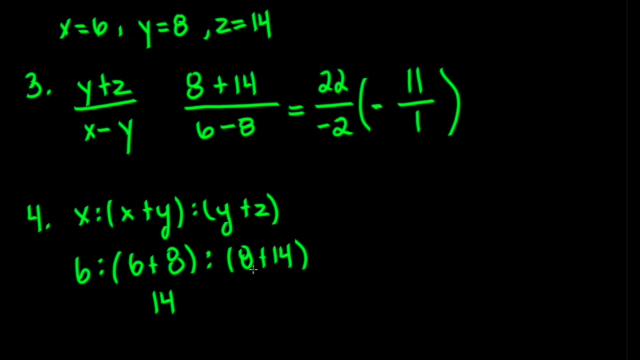 x=6, y=8, z=14
3. y+z/x-y 8+14/6-8 = 22/-2 (- 11/1)
4. x:(x+y):(y+z)
6:(6+8):(8+14)
14